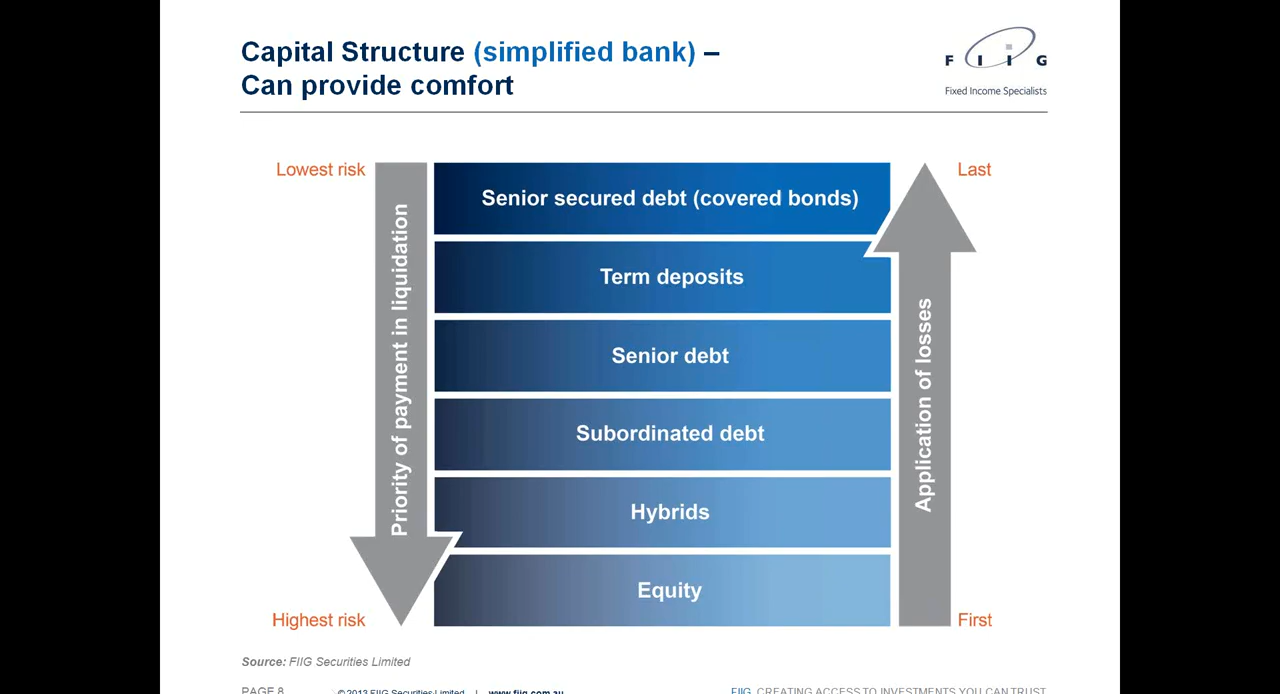 Capital Structure (simplified bank) –
Can provide comfort
F I I G
Fixed Income Specialists
Lowest risk
Last
Priority of payment in liquidation
Senior secured debt (covered bonds)
Term deposits
Senior debt
Subordinated debt
Hybrids
Equity
Application of losses
Highest risk
First
Source: FIIG Securities Limited
PAGE 8 ©2013 FIIG Securities Limited | www.fiig.com.au FIIG CREATING ACCESS TO INVESTMENTS YOU CAN TRUST